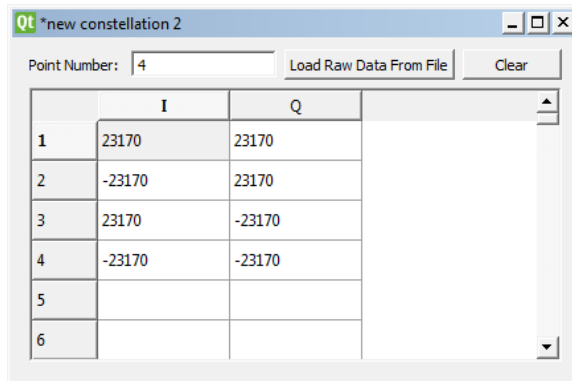 Qt *new constellation 2
Point Number: 4 Load Raw Data From File Clear
I Q
1 23170 23170
2 -23170 23170
3 23170 -23170
4 -23170 -23170
5
6